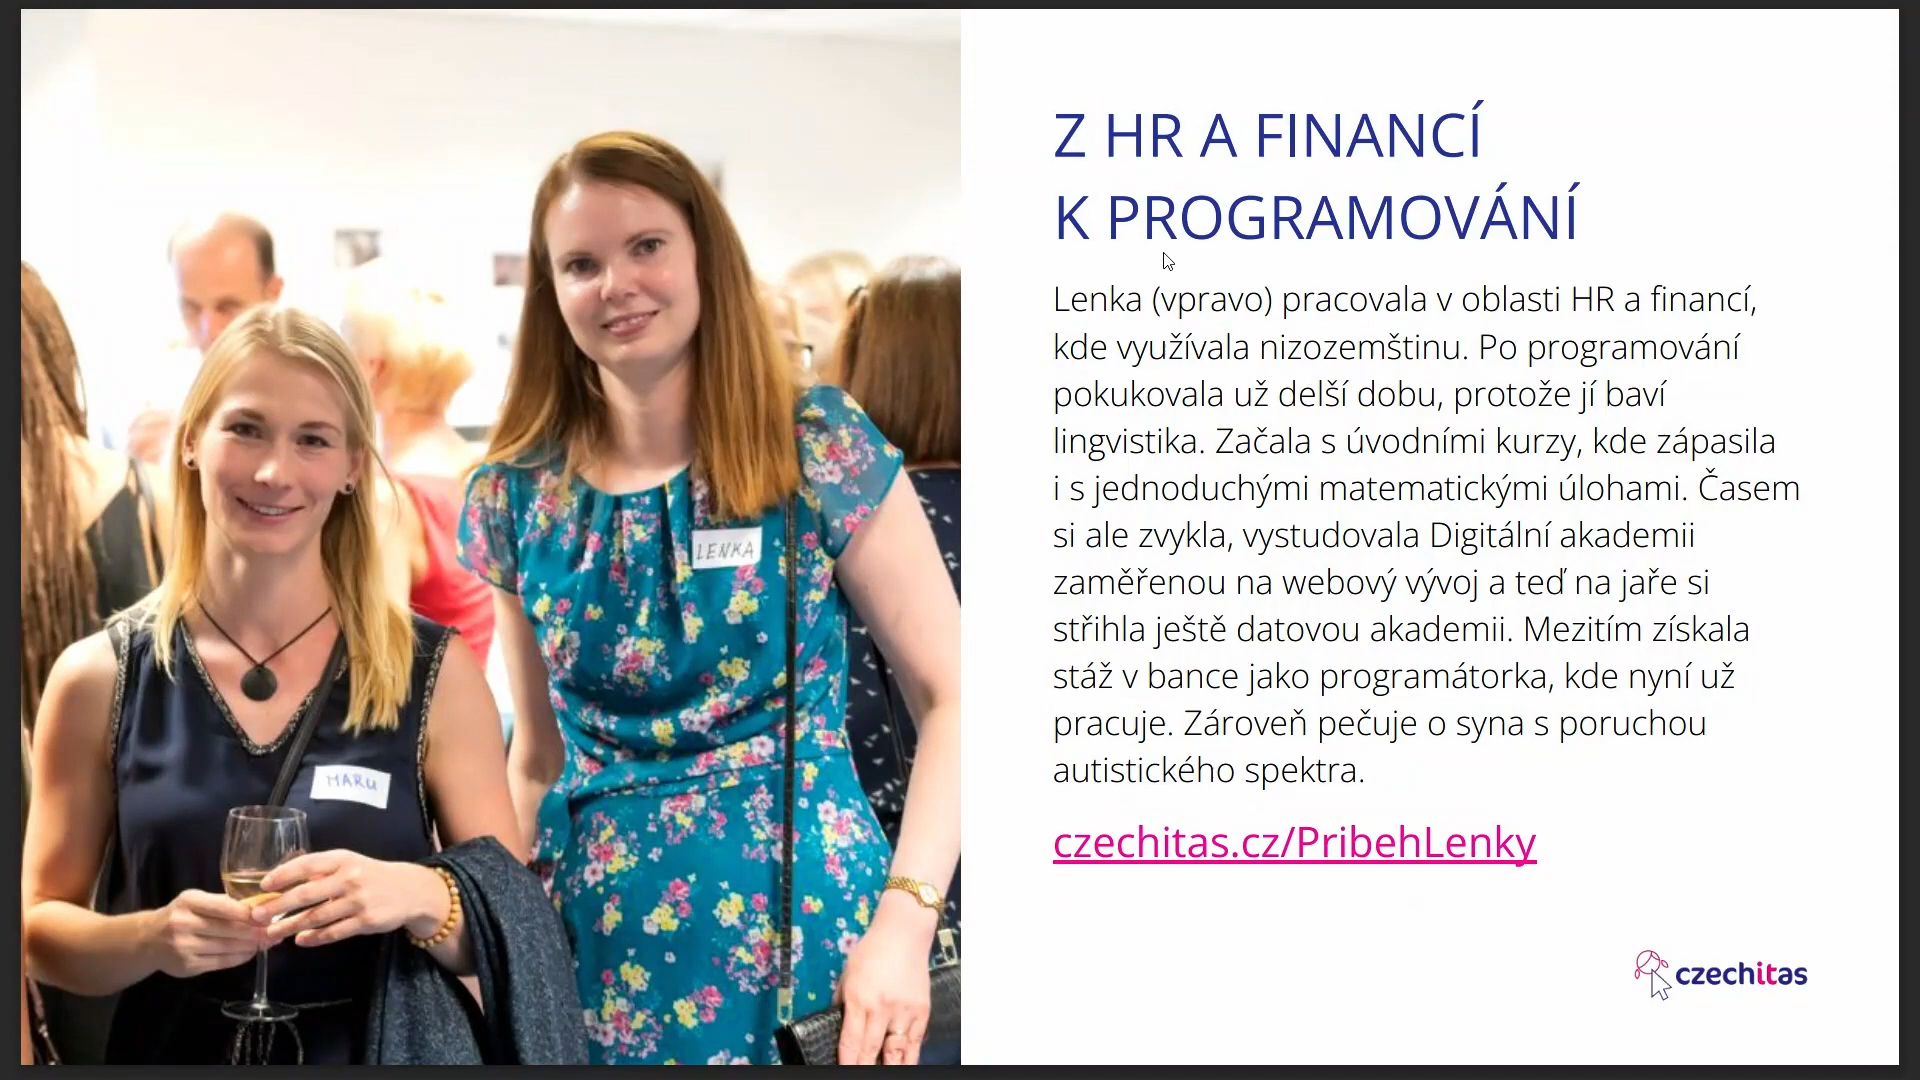 Z HR A FINANCÍ
K PROGRAMOVÁNÍ
Lenka (vpravo) pracovala v oblasti HR a financí,
kde využívala nizozemštinu. Po programování
pokukovala už delší dobu, protože jí baví
lingvistika. Začala s úvodními kurzy, kde zápasila
i s jednoduchými matematickými úlohami. Časem
si ale zvykla, vystudovala Digitální akademii
zaměřenou na webový vývoj a teď na jaře si
střihla ještě datovou akademii. Mezitím získala
stáž v bance jako programátorka, kde nyní už
pracuje. Zároveň pečuje o syna s poruchou
autistického spektra.
czechitas.cz/PribehLenky
czechitas
LENKA
MARU